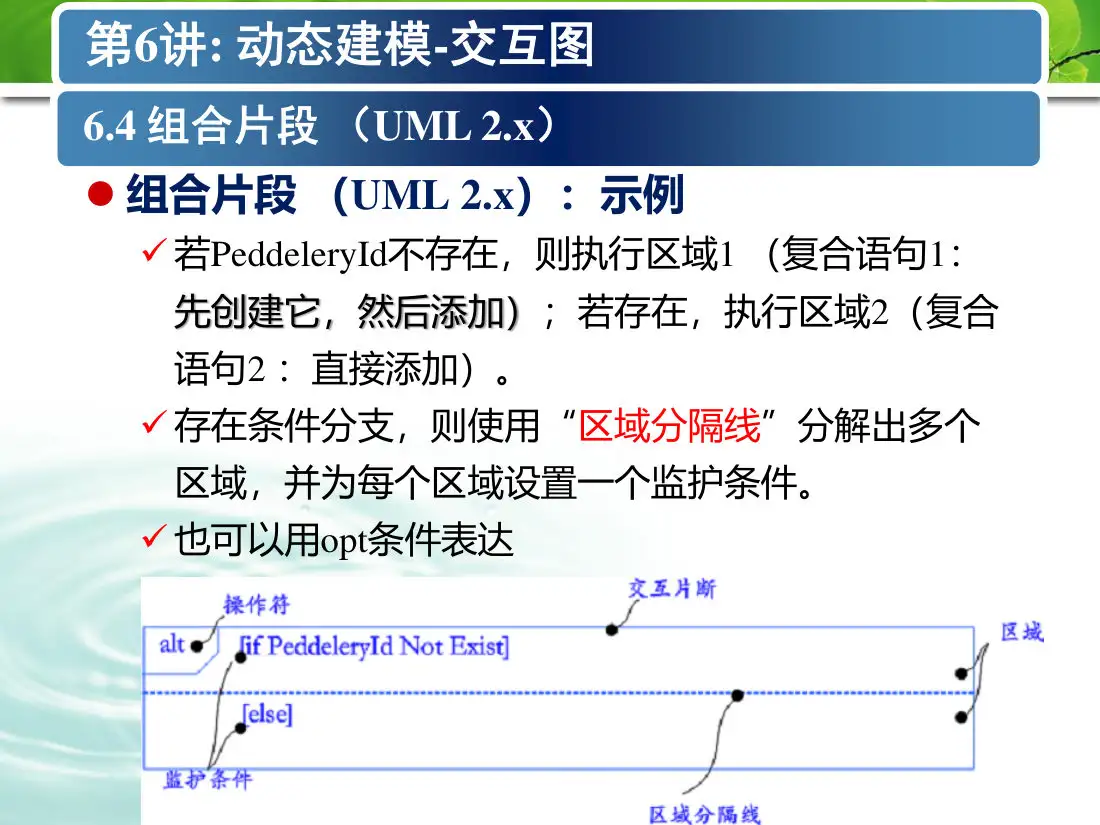 第6讲: 动态建模-交互图
6.4 组合片段 （UML 2.x）
组合片段 （UML 2.x）：示例
若PeddeleryId不存在，则执行区域1 （复合语句1：
先创建它，然后添加）；若存在，执行区域2（复合
语句2 ：直接添加）。
存在条件分支，则使用“区域分隔线”分解出多个
区域，并为每个区域设置一个监护条件。
也可以用opt条件表达
交互片断
操作符
区域
alt
[if PeddeleryId Not Exist]
[else]
监护条件
区域分隔线